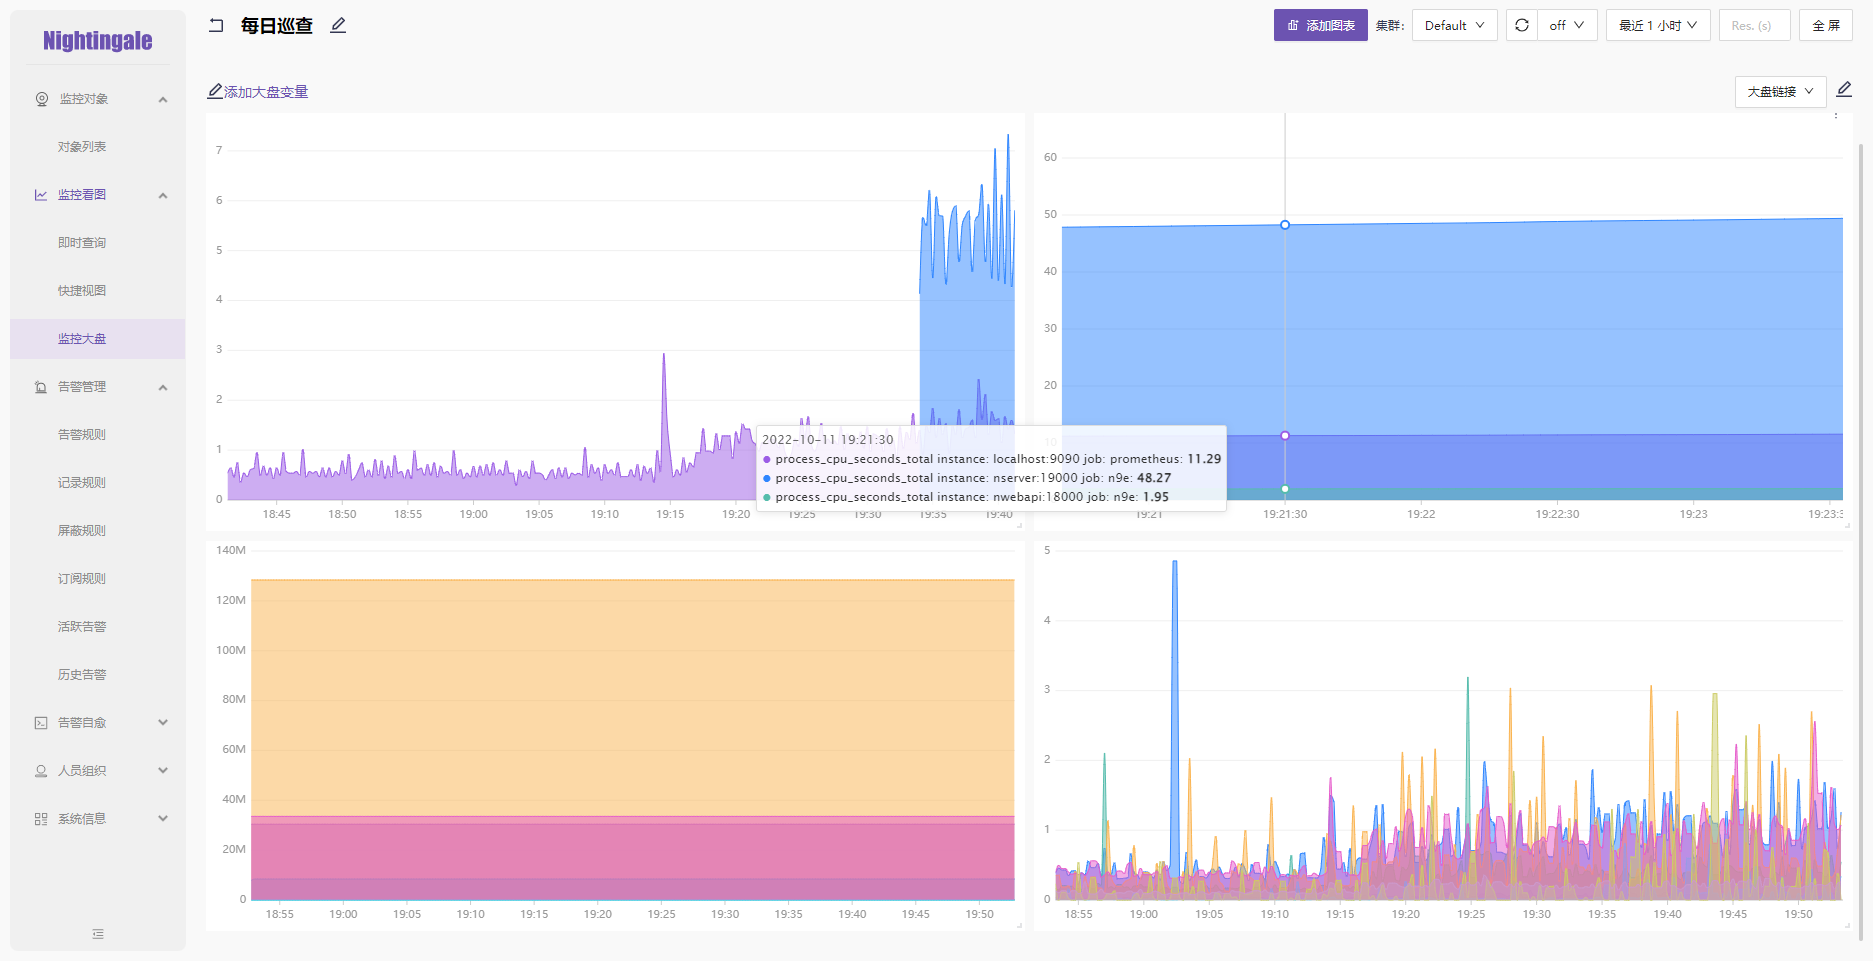 Nightingale
监控对象
对象列表
监控看图
即时查询
快捷视图
监控大盘
告警管理
告警规则
记录规则
屏蔽规则
订阅规则
活跃告警
历史告警
告警自愈
人员组织
系统信息
每日巡查
添加图表
集群:
Default
off
最近 1 小时
Res. (s)
全 屏
添加大盘变量
大盘链接
7
6
5
4
3
2
1
0
18:45 18:50 18:55 19:00 19:05 19:10 19:15 19:20 19:25 19:30 19:35 19:40
60
50
40
30
20
10
19:21 19:21:30 19:22 19:22:30 19:23 19:23:3
2022-10-11 19:21:30
process_cpu_seconds_total instance: localhost:9090 job: prometheus: 11.29
process_cpu_seconds_total instance: nserver:19000 job: n9e: 48.27
process_cpu_seconds_total instance: nwebapi:18000 job: n9e: 1.95
140M
120M
100M
80M
60M
40M
20M
0
18:55 19:00 19:05 19:10 19:15 19:20 19:25 19:30 19:35 19:40 19:45 19:50
5
4
3
2
1
0
18:55 19:00 19:05 19:10 19:15 19:20 19:25 19:30 19:35 19:40 19:45 19:50